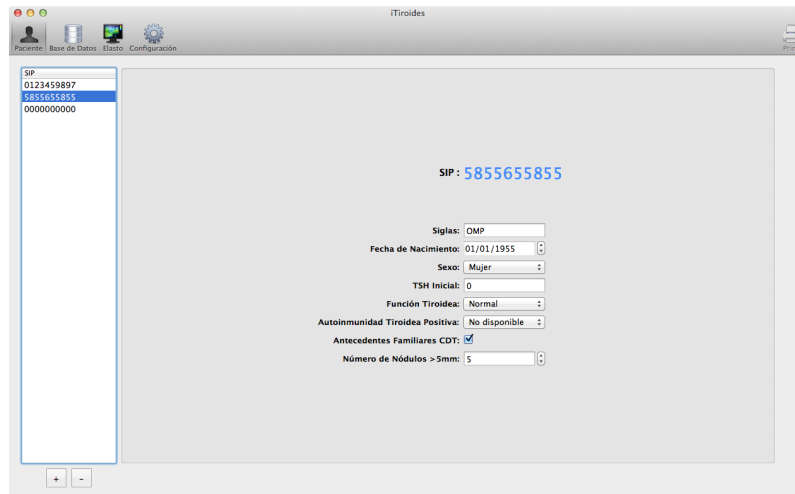 iTiroides
Paciente Base de Datos Elasto Configuración
SIP
0123459897
5855655855
0000000000
SIP: 5855655855
Siglas: OMP
Fecha de Nacimiento: 01/01/1955
Sexo: Mujer
TSH Inicial: 0
Función Tiroidea: Normal
Autoinmunidad Tiroidea Positiva: No disponible
Antecedentes Familiares CDT:
Número de Nódulos >5mm: 5
+ -